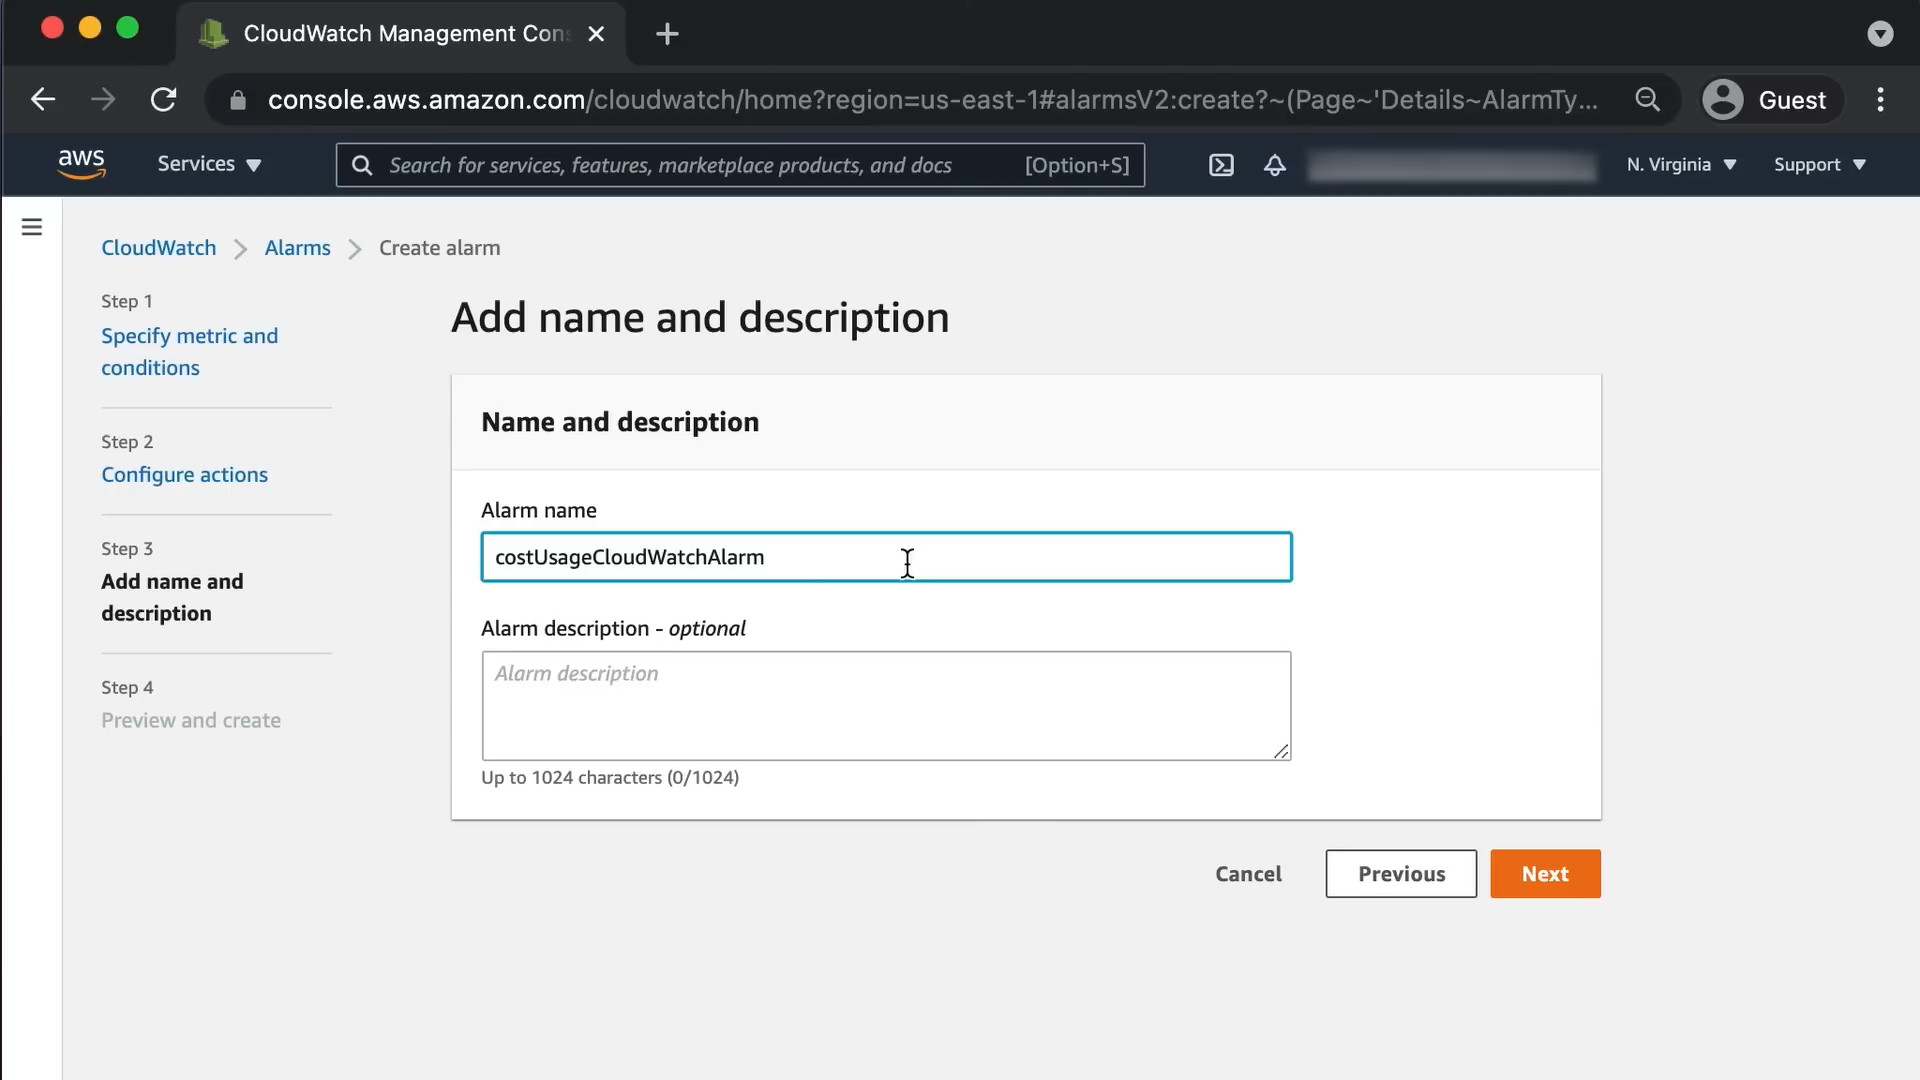 CloudWatch Management Con
console.aws.amazon.com/cloudwatch/home?region=us-east-1#alarmsV2:create?~(Page~'Details~AlarmTy...
Guest
aws
Services
Search for services, features, marketplace products, and docs
[Option+S]
N. Virginia
Support
CloudWatch
Alarms
Create alarm
Step 1
Specify metric and
conditions
Step 2
Configure actions
Step 3
Add name and
description
Step 4
Preview and create
Add name and description
Name and description
Alarm name
costUsageCloudWatchAlarm
Alarm description - optional
Alarm description
Up to 1024 characters (0/1024)
Cancel
Previous
Next